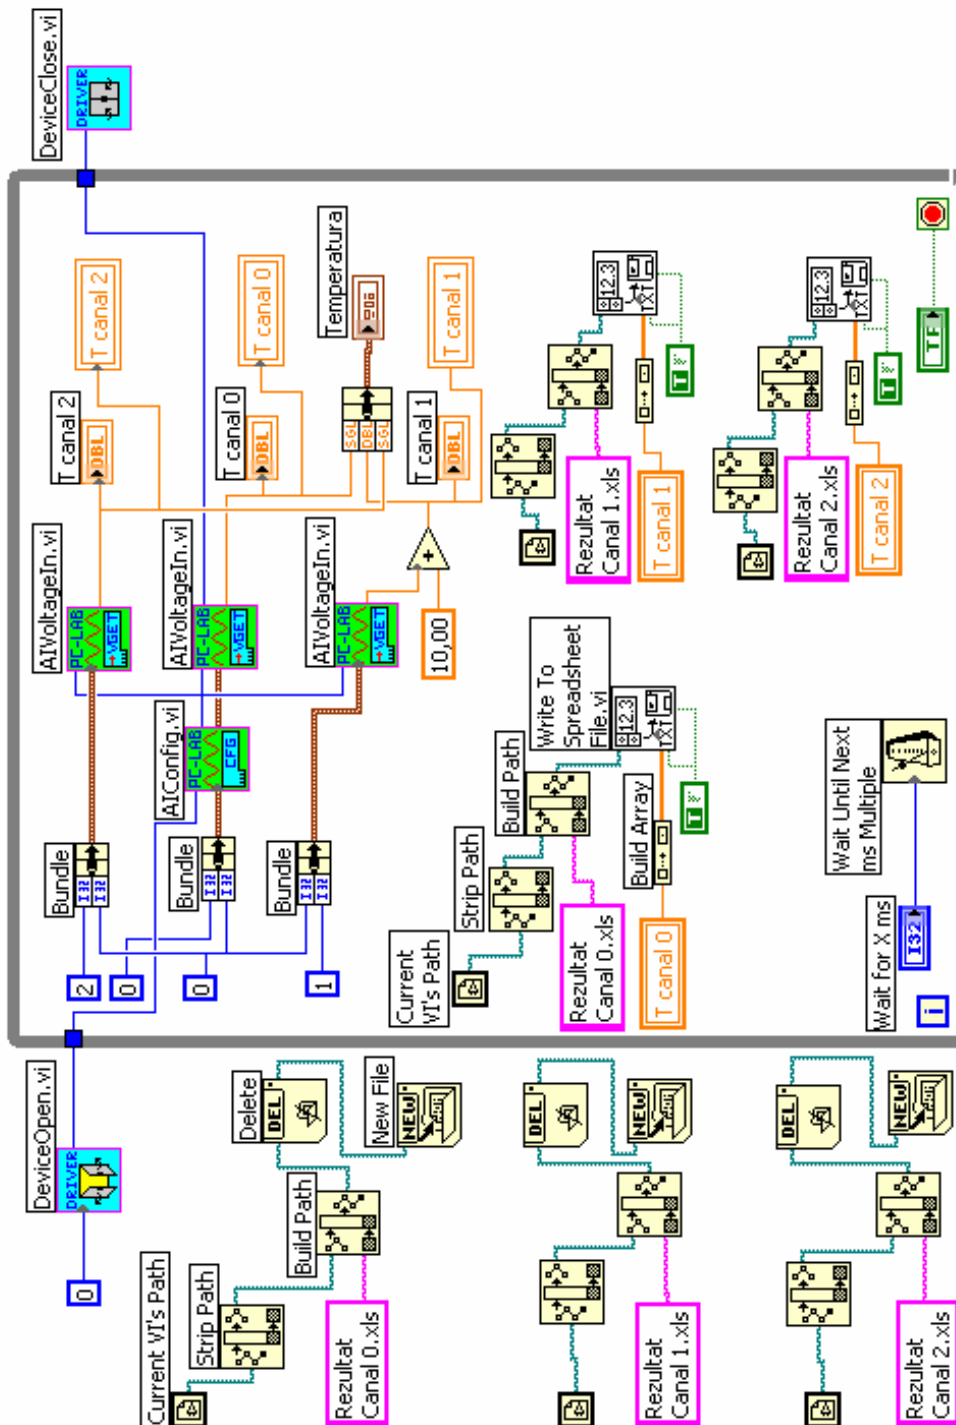 0
DRIVER
DeviceOpen.vi
Current VI's Path
Strip Path
Build Path
Delete
DEL
New File
NEW
Rezultat
Canal 0.xls
DEL
NEW
Rezultat
Canal 1.xls
DEL
NEW
Rezultat
Canal 2.xls
2
0
0
1
Bundle
I32
I32
Bundle
I32
I32
Bundle
I32
I32
AIConfig.vi
PC-LAB
CFG
AIVoltageIn.vi
PC-LAB
VGET
AIVoltageIn.vi
PC-LAB
VGET
AIVoltageIn.vi
PC-LAB
VGET
10,00
+
T canal 2
DBL
T canal 2
T canal 0
DBL
T canal 0
SGL
DBL
SGL
Temperatura
T canal 1
DBL
T canal 1
DeviceClose.vi
DRIVER
Current
VI's Path
Strip Path
Build Path
Write To
Spreadsheet
File.vi
12.3
TXT
Rezultat
Canal 0.xls
Build Array
T canal 0
T
Rezultat
Canal 1.xls
T canal 1
12.3
TXT
T
Rezultat
Canal 2.xls
T canal 2
12.3
TXT
T
Wait for X ms
I32
i
Wait Until Next
ms Multiple
TF